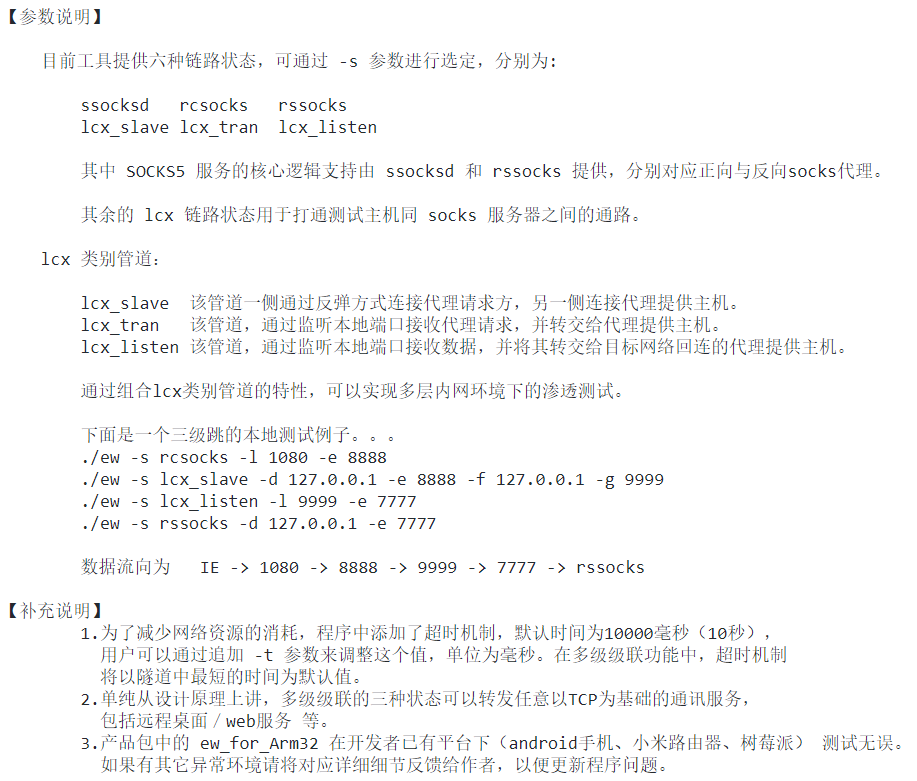 【参数说明】
目前工具提供六种链路状态，可通过 -s 参数进行选定，分别为:
ssocksd   rcsocks   rssocks
lcx_slave lcx_tran  lcx_listen
其中 SOCKS5 服务的核心逻辑支持由 ssocksd 和 rssocks 提供，分别对应正向与反向socks代理。
其余的 lcx 链路状态用于打通测试主机同 socks 服务器之间的通路。
lcx 类别管道：
lcx_slave  该管道一侧通过反弹方式连接代理请求方，另一侧连接代理提供主机。
lcx_tran   该管道，通过监听本地端口接收代理请求，并转交给代理提供主机。
lcx_listen 该管道，通过监听本地端口接收数据，并将其转交给目标网络回连的代理提供主机。
通过组合lcx类别管道的特性，可以实现多层内网环境下的渗透测试。
下面是一个三级跳的本地测试例子。。。
./ew -s rcsocks -l 1080 -e 8888
./ew -s lcx_slave -d 127.0.0.1 -e 8888 -f 127.0.0.1 -g 9999
./ew -s lcx_listen -l 9999 -e 7777
./ew -s rssocks -d 127.0.0.1 -e 7777
数据流向为   IE -> 1080 -> 8888 -> 9999 -> 7777 -> rssocks
【补充说明】
1.为了减少网络资源的消耗，程序中添加了超时机制，默认时间为10000毫秒（10秒），
用户可以通过追加 -t 参数来调整这个值，单位为毫秒。在多级级联功能中，超时机制
将以隧道中最短的时间为默认值。
2.单纯从设计原理上讲，多级级联的三种状态可以转发任意以TCP为基础的通讯服务，
包括远程桌面／web服务 等。
3.产品包中的 ew_for_Arm32 在开发者已有平台下（android手机、小米路由器、树莓派） 测试无误。
如果有其它异常环境请将对应详细细节反馈给作者，以便更新程序问题。